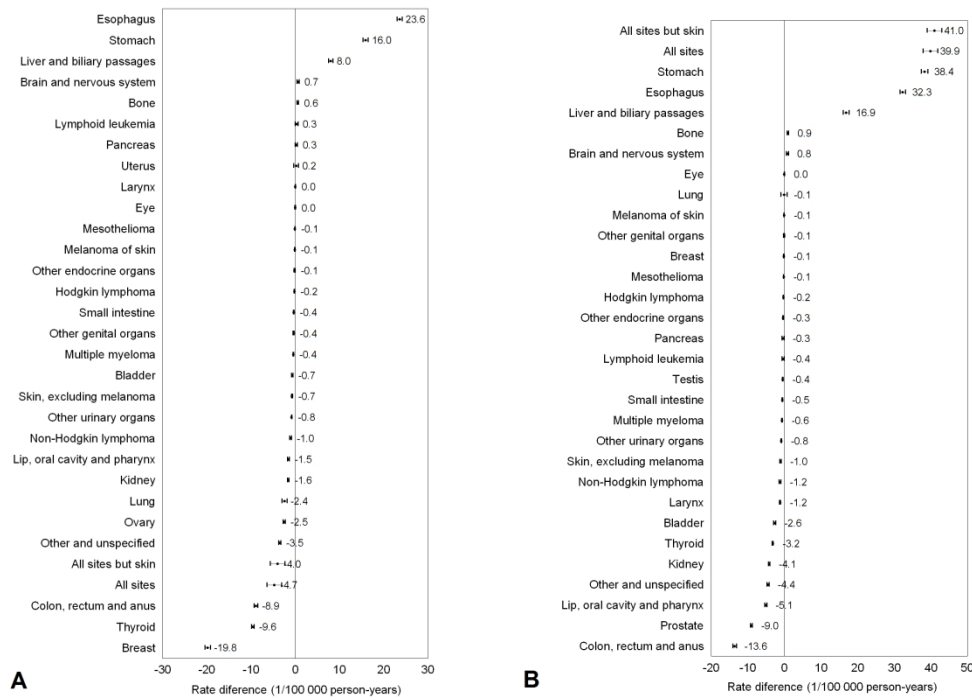 Esophagus 23.6
Stomach 16.0
Liver and biliary passages 8.0
Brain and nervous system 0.7
Bone 0.6
Lymphoid leukemia 0.3
Pancreas 0.3
Uterus 0.2
Larynx 0.0
Eye 0.0
Mesothelioma -0.1
Melanoma of skin -0.1
Other endocrine organs -0.1
Hodgkin lymphoma -0.2
Small intestine -0.4
Other genital organs -0.4
Multiple myeloma -0.4
Bladder -0.7
Skin, excluding melanoma -0.7
Other urinary organs -0.8
Non-Hodgkin lymphoma -1.0
Lip, oral cavity and pharynx -1.5
Kidney -1.6
Lung -2.4
Ovary -2.5
Other and unspecified -3.5
All sites but skin -4.0
All sites -4.7
Colon, rectum and anus -8.9
Thyroid -9.6
Breast -19.8
-30 -20 -10 0 10 20 30
Rate diference (1/100 000 person-years)
A
All sites but skin 41.0
All sites 39.9
Stomach 38.4
Esophagus 32.3
Liver and biliary passages 16.9
Bone 0.9
Brain and nervous system 0.8
Eye 0.0
Lung -0.1
Melanoma of skin -0.1
Other genital organs -0.1
Breast -0.1
Mesothelioma -0.1
Hodgkin lymphoma -0.2
Other endocrine organs -0.3
Pancreas -0.3
Lymphoid leukemia -0.4
Testis -0.4
Small intestine -0.5
Multiple myeloma -0.6
Other urinary organs -0.8
Skin, excluding melanoma -1.0
Non-Hodgkin lymphoma -1.2
Larynx -1.2
Bladder -2.6
Thyroid -3.2
Kidney -4.1
Other and unspecified -4.4
Lip, oral cavity and pharynx -5.1
Prostate -9.0
Colon, rectum and anus -13.6
-20 -10 0 10 20 30 40 50
Rate diference (1/100 000 person-years)
B